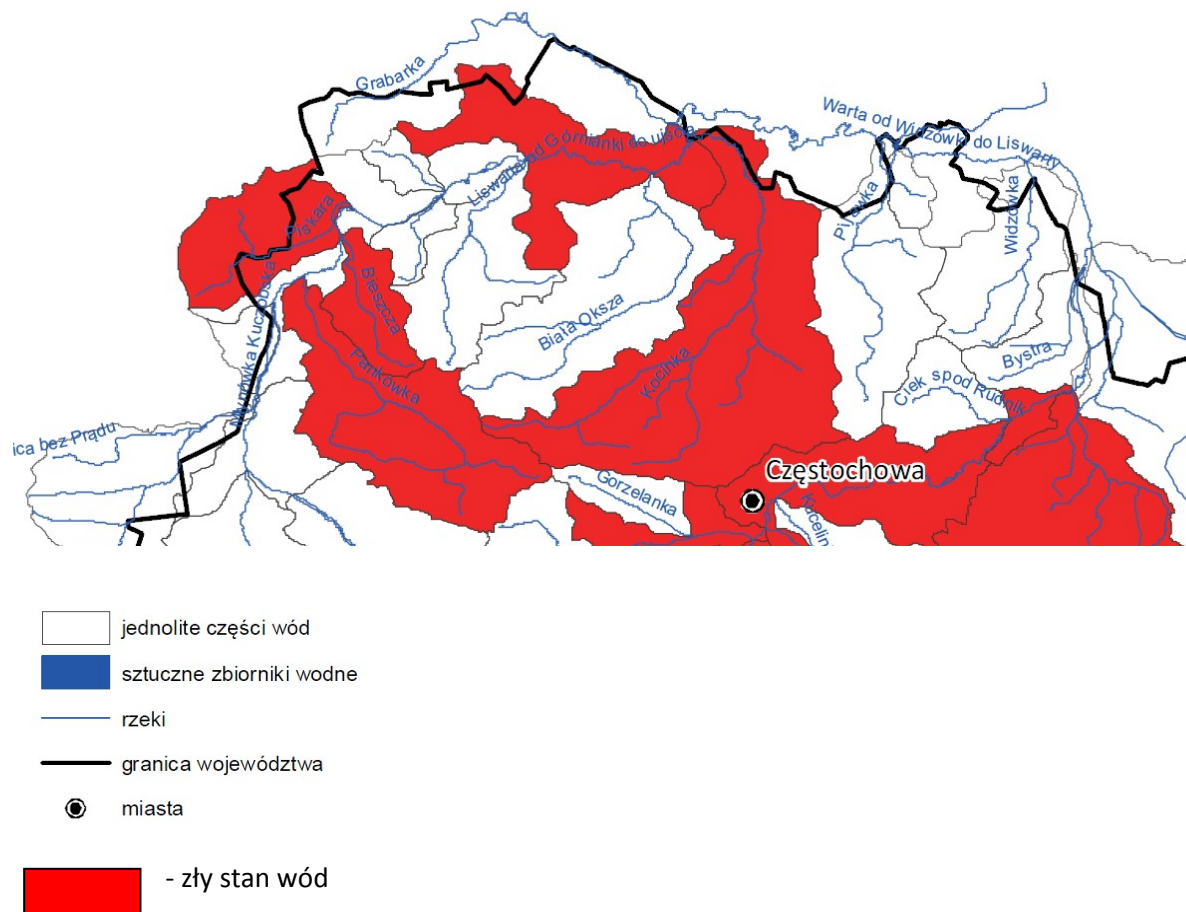 Grabarka
Warta od Widzówki do Liswarty
Liswarta od Górnianki do ujścia
Piskara
Pijawka
Widzówka
Bieszcza
Biała Oksza
Kocinka
Pankówka
Bystra
Ciek spod Rudnik
ica bez Prądu
Częstochowa
Gorzelanka
Kucelin
jednolite części wód
sztuczne zbiorniki wodne
rzeki
granica województwa
miasta
- zły stan wód